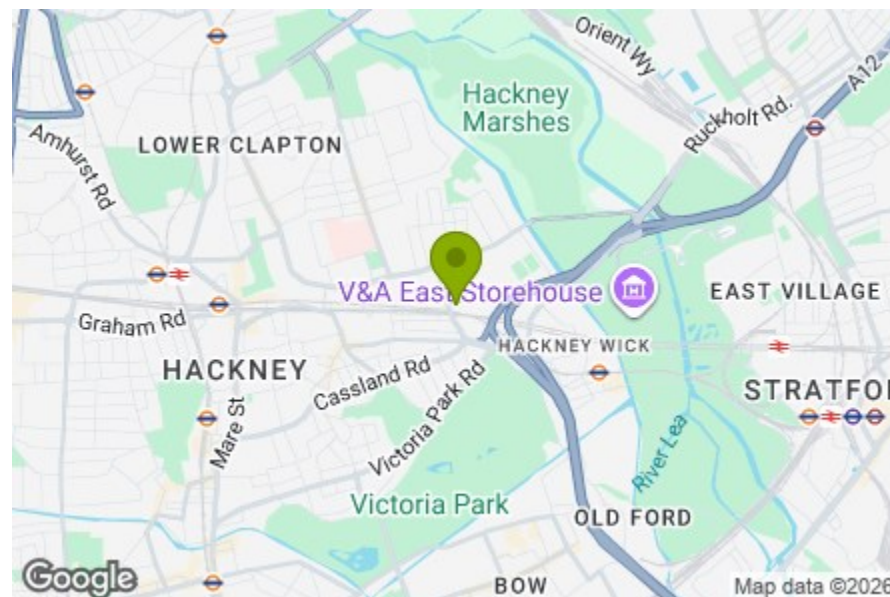 Orient Wy
A12
Hackney
Marshes
Ruckholt Rd.
LOWER CLAPTON
Amhurst Rd
V&A East Storehouse
EAST VILLAGE
Graham Rd
HACKNEY WICK
HACKNEY
Cassland Rd
STRATFOR
Mare St
Victoria Park Rd
River Lea
Victoria Park
OLD FORD
Google
BOW
Map data ©2026